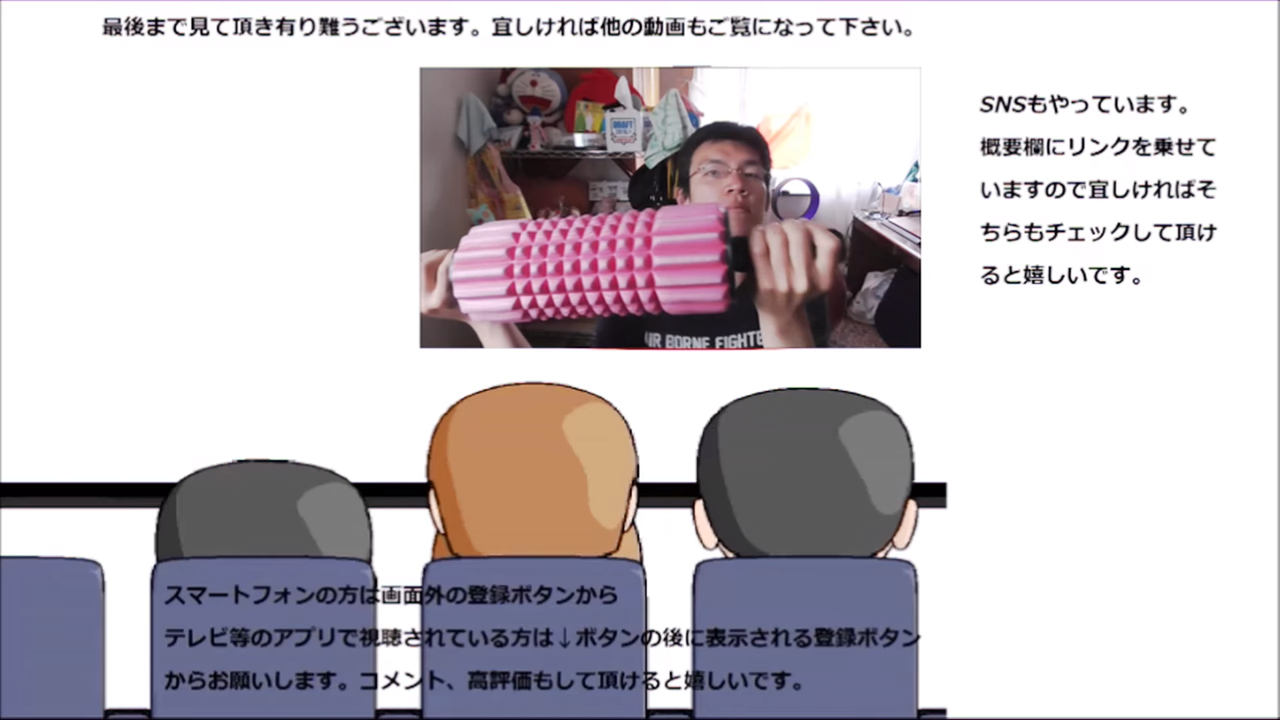 最後まで見て頂き有り難うございます。宜しければ他の動画もご覧になって下さい。
SNSもやっています。
概要欄にリンクを乗せて
いますので宜しければそ
ちらもチェックして頂け
ると嬉しいです。
AIR BORNE FIGHTE
スマートフォンの方は画面外の登録ボタンから
テレビ等のアプリで視聴されている方は↓ボタンの後に表示される登録ボタン
からお願いします。コメント、高評価もして頂けると嬉しいです。